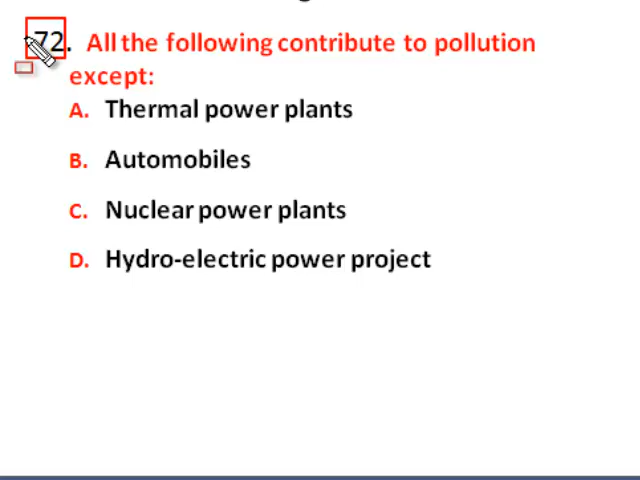 72. All the following contribute to pollution
except:
A. Thermal power plants
B. Automobiles
C. Nuclear power plants
D. Hydro-electric power project